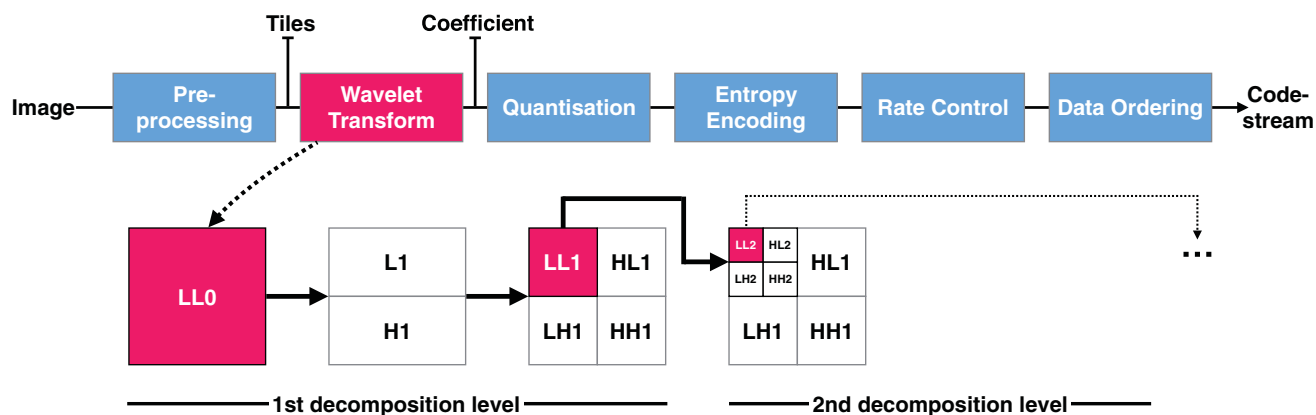 Tiles
Coefficient
Image
Pre-
processing
Wavelet
Transform
Quantisation
Entropy
Encoding
Rate Control
Data Ordering
Code-
stream
LL0
L1
H1
LL1
HL1
LH1
HH1
LL2
HL2
LH2
HH2
HL1
LH1
HH1
...
1st decomposition level
2nd decomposition level